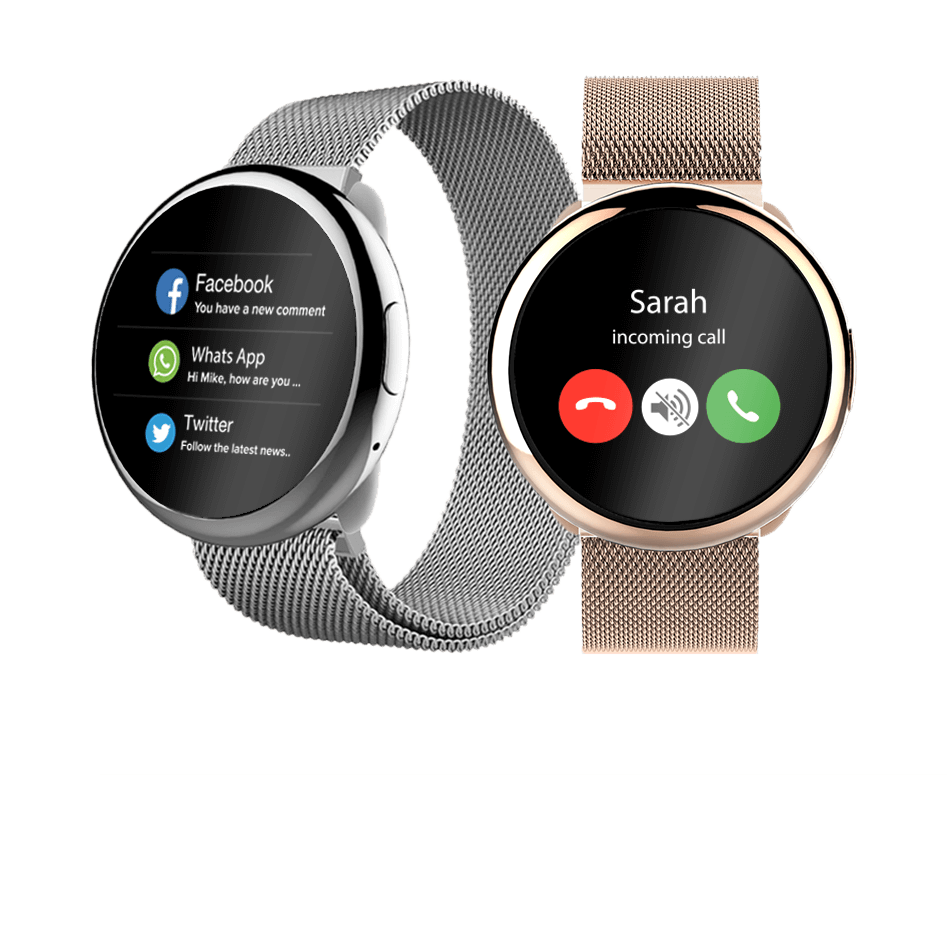 Facebook
You have a new comment
Whats App
Hi Mike, how are you ...
Twitter
Follow the latest news..
Sarah
incoming call